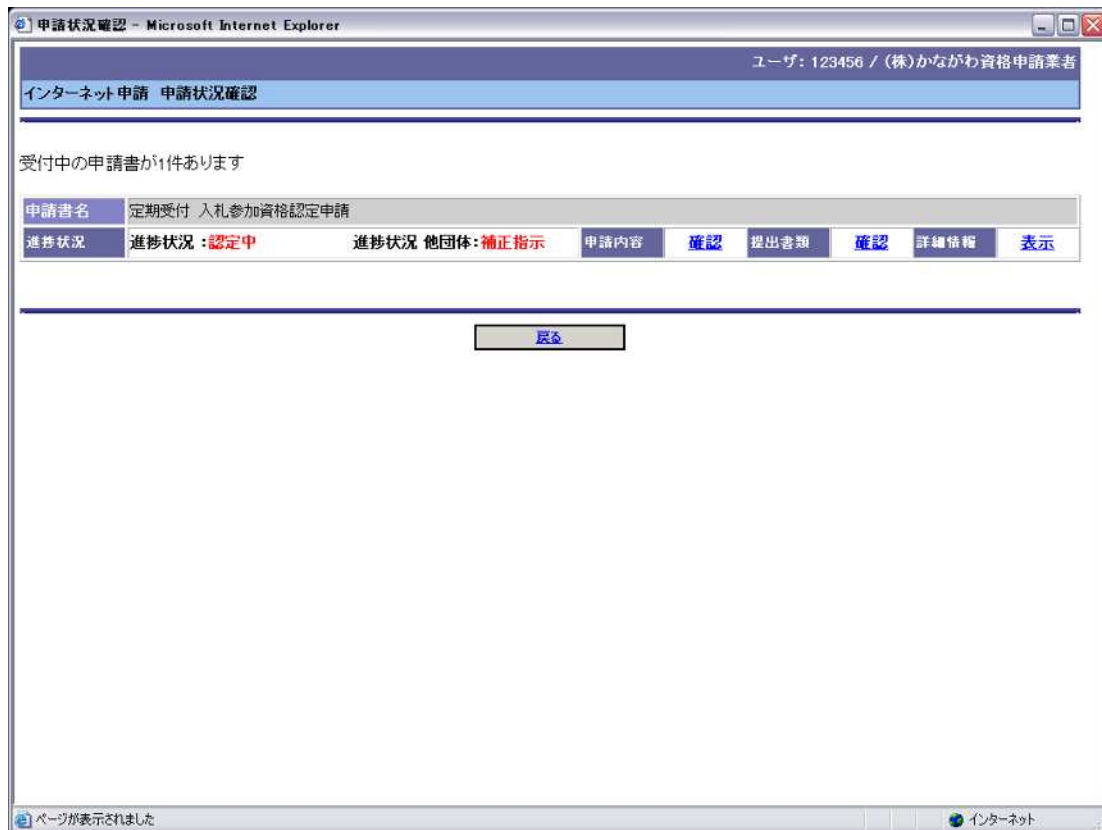 申請状況確認 - Microsoft Internet Explorer
ユーザ: 123456 / (株)かながわ資格申請業者
インターネット申請 申請状況確認
受付中の申請書が1件あります
申請書名 定期受付 入札参加資格認定申請
進捗状況 進捗状況 :認定中 進捗状況 他団体:補正指示 申請内容 確認 提出書類 確認 詳細情報 表示
戻る
ページが表示されました インターネット